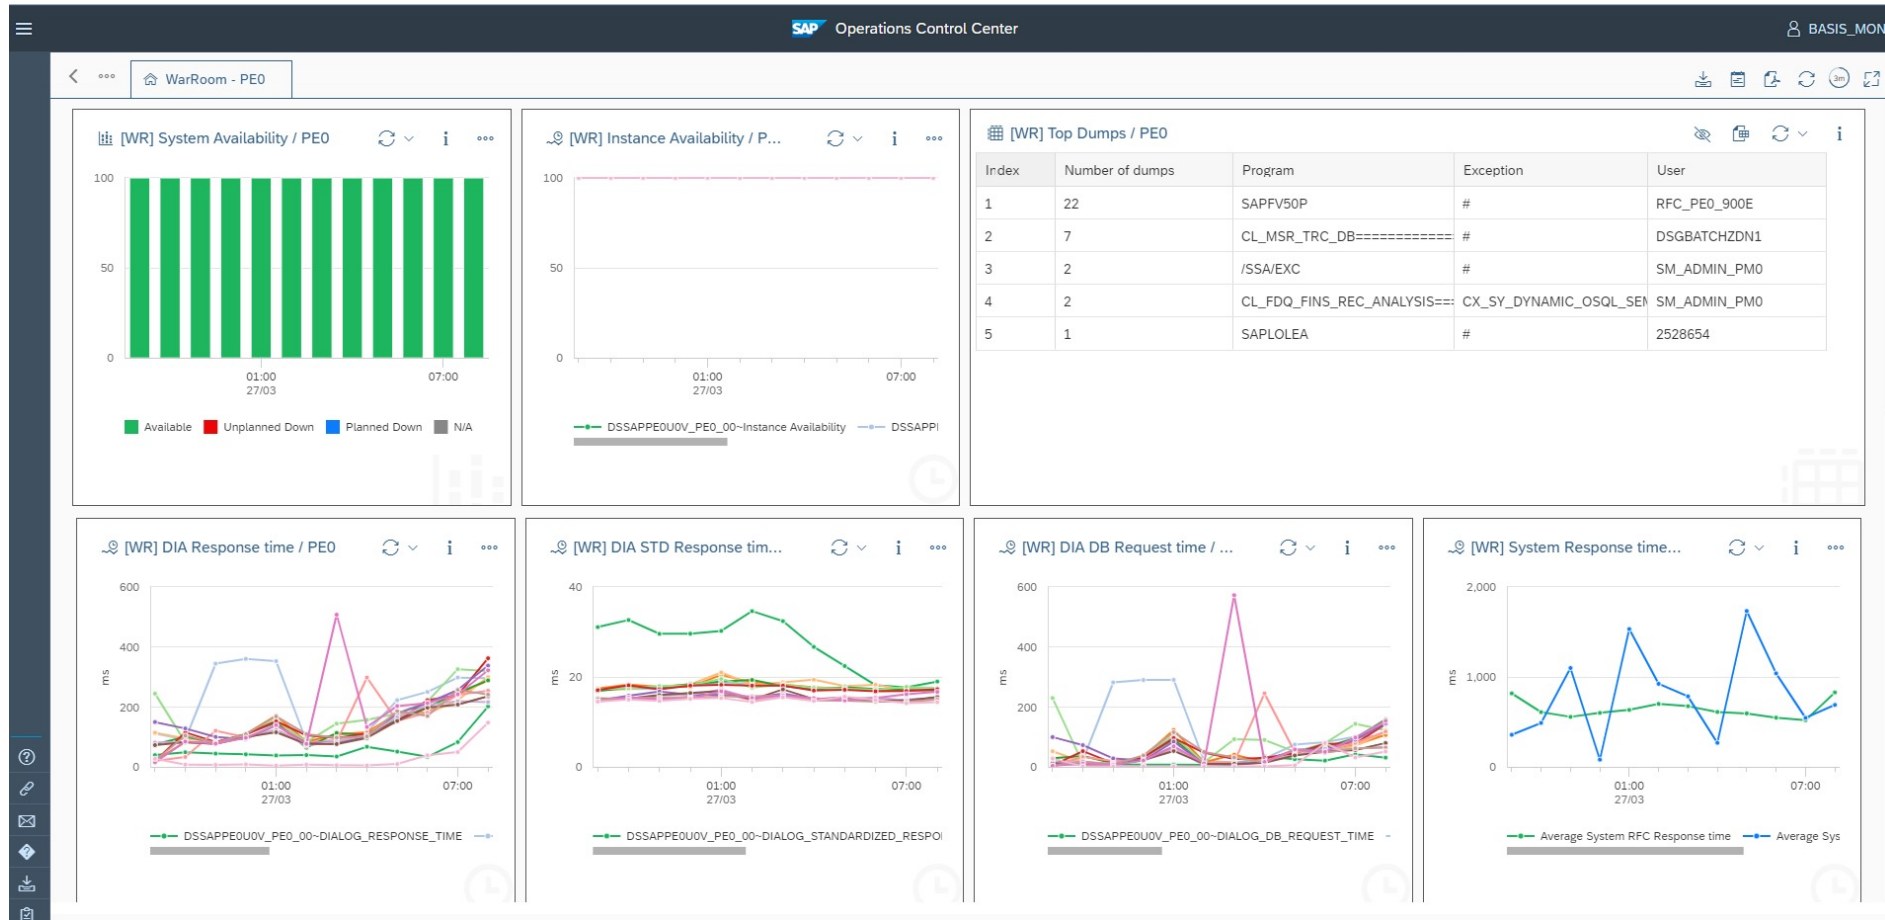 SAP Operations Control Center
BASIS_MON
WarRoom - PE0
3m
[WR] System Availability / PE0
100
50
0
01:00
27/03
07:00
Available Unplanned Down Planned Down N/A
[WR] Instance Availability / P...
100
50
0
01:00
27/03
07:00
DSSAPPE0U0V_PE0_00~Instance Availability DSSAPPI
[WR] Top Dumps / PE0
Index Number of dumps Program Exception User
1 22 SAPFV50P # RFC_PE0_900E
2 7 CL_MSR_TRC_DB============= # DSGBATCHZDN1
3 2 /SSA/EXC # SM_ADMIN_PM0
4 2 CL_FDQ_FINS_REC_ANALYSIS=== CX_SY_DYNAMIC_OSQL_SEM SM_ADMIN_PM0
5 1 SAPLOLEA # 2528654
[WR] DIA Response time / PE0
600
400
ms
200
0
01:00
27/03
07:00
DSSAPPE0U0V_PE0_00~DIALOG_RESPONSE_TIME
[WR] DIA STD Response tim...
40
ms
20
0
01:00
27/03
07:00
DSSAPPE0U0V_PE0_00~DIALOG_STANDARDIZED_RESPO
[WR] DIA DB Request time / ...
600
400
ms
200
0
01:00
27/03
07:00
DSSAPPE0U0V_PE0_00~DIALOG_DB_REQUEST_TIME
[WR] System Response time...
2,000
ms
1,000
0
01:00
27/03
07:00
Average System RFC Response time Average Sys